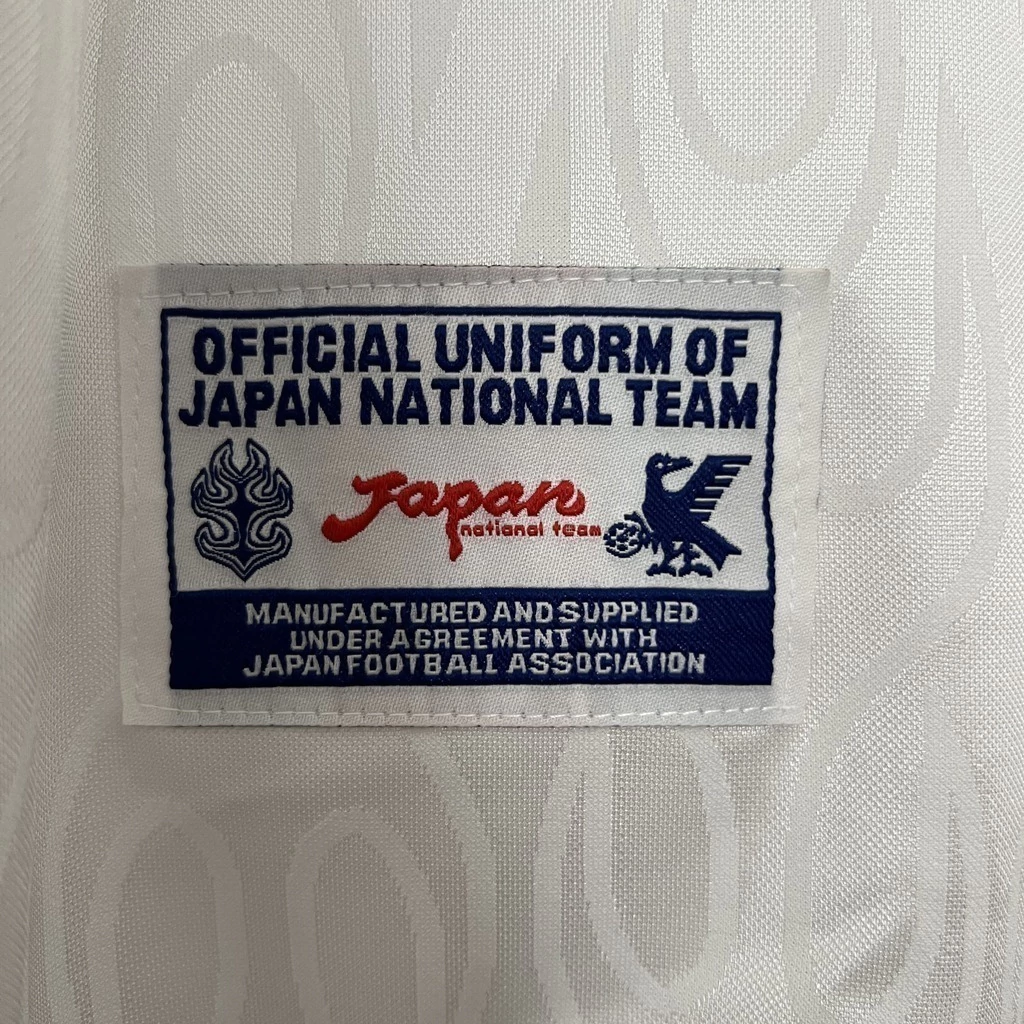 OFFICIAL UNIFORM OF
JAPAN NATIONAL TEAM
Japan
national team
MANUFACTURED AND SUPPLIED
UNDER AGREEMENT WITH
JAPAN FOOTBALL ASSOCIATION